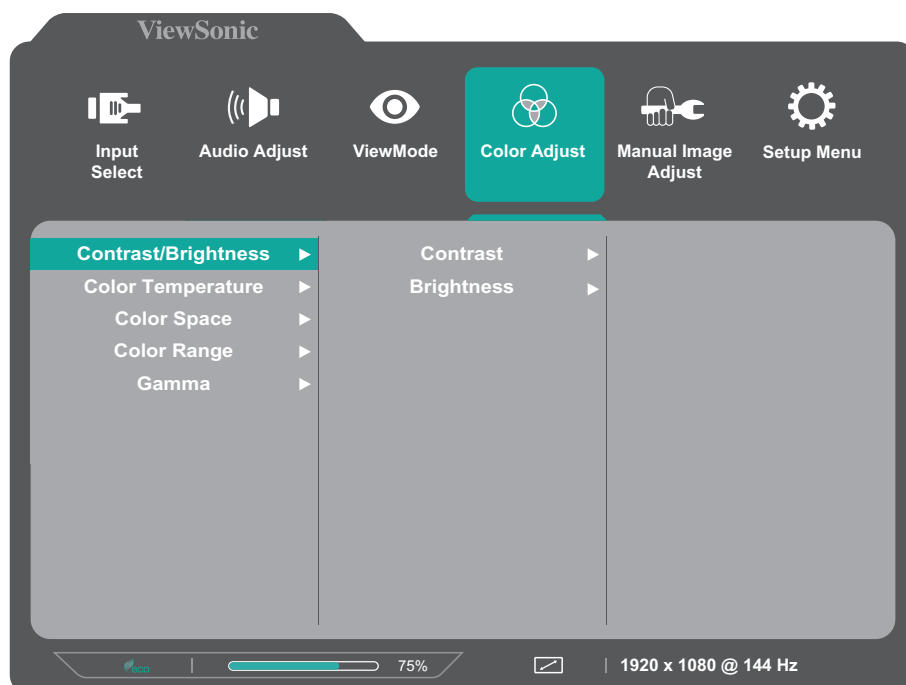 ViewSonic
Input Select
Audio Adjust
ViewMode
Color Adjust
Manual Image Adjust
Setup Menu
Contrast/Brightness
Contrast
Color Temperature
Brightness
Color Space
Color Range
Gamma
ECO
75%
1920 x 1080 @ 144 Hz